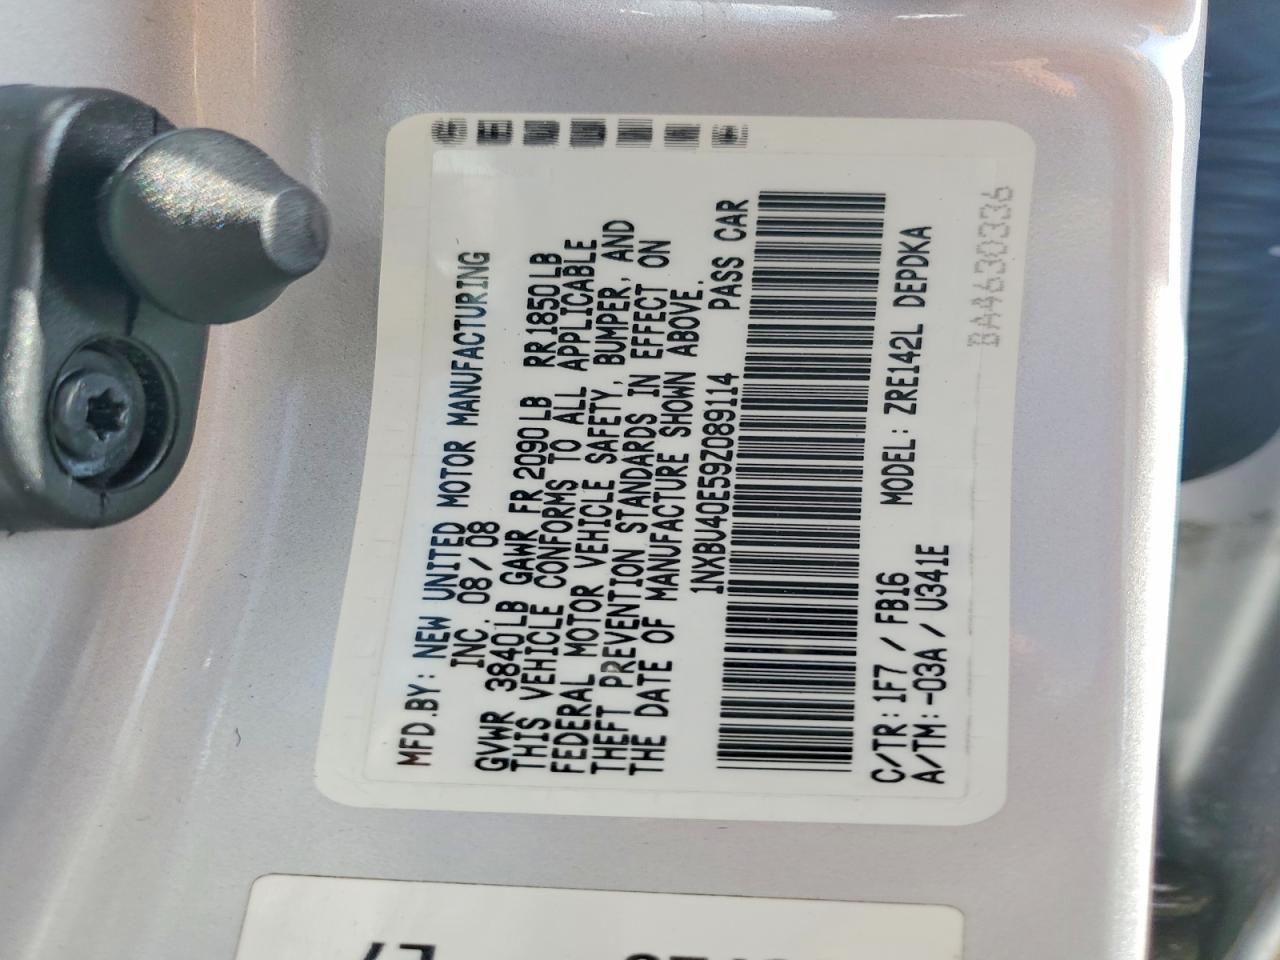 MFD.BY: NEW UNITED MOTOR MANUFACTURING
INC. 08/08
GVWR 3840LB GAWR FR2090LB RR1850LB
THIS VEHICLE CONFORMS TO ALL APPLICABLE
FEDERAL MOTOR VEHICLE SAFETY, BUMPER, AND
THEFT PREVENTION STANDARDS IN EFFECT ON
THE DATE OF MANUFACTURE SHOWN ABOVE.
1NXBU40E59Z089114 PASS CAR
C/TR: 1F7 / FB16 MODEL: ZRE142L DEPDKA
A/TM:-03A / U341E
BA4630336